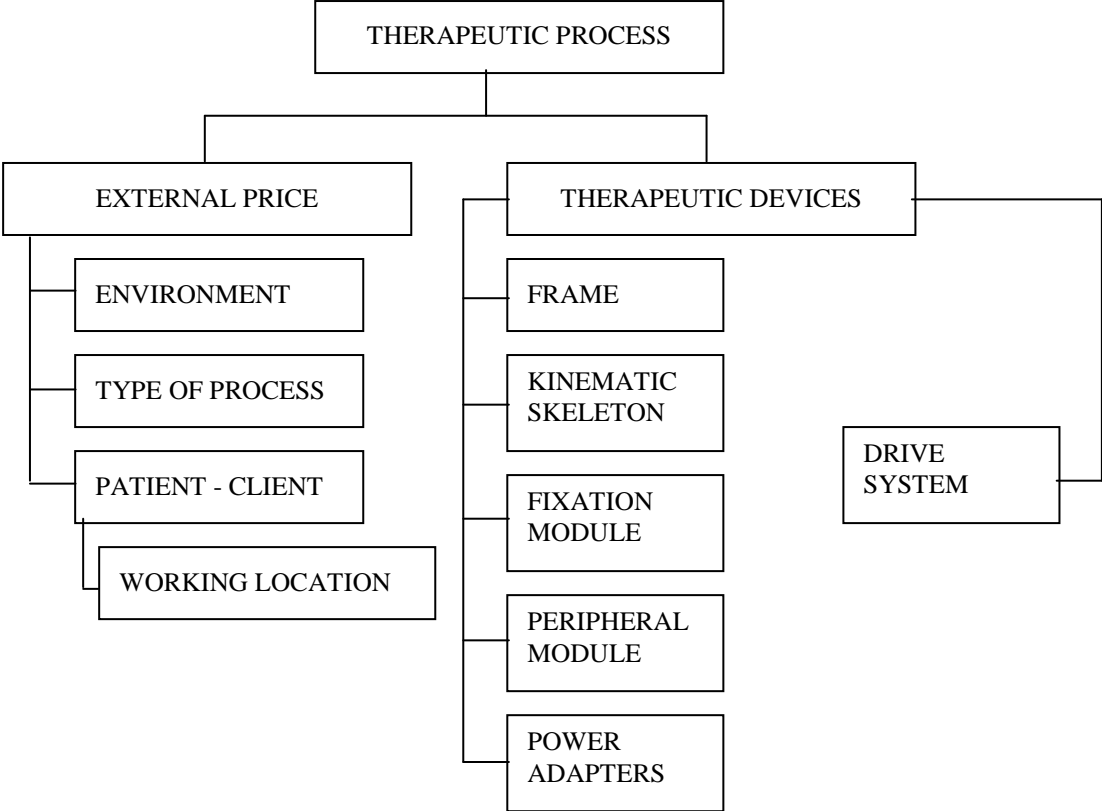 THERAPEUTIC PROCESS
EXTERNAL PRICE
ENVIRONMENT
TYPE OF PROCESS
PATIENT - CLIENT
WORKING LOCATION
THERAPEUTIC DEVICES
FRAME
KINEMATIC
SKELETON
FIXATION
MODULE
PERIPHERAL
MODULE
POWER
ADAPTERS
DRIVE
SYSTEM